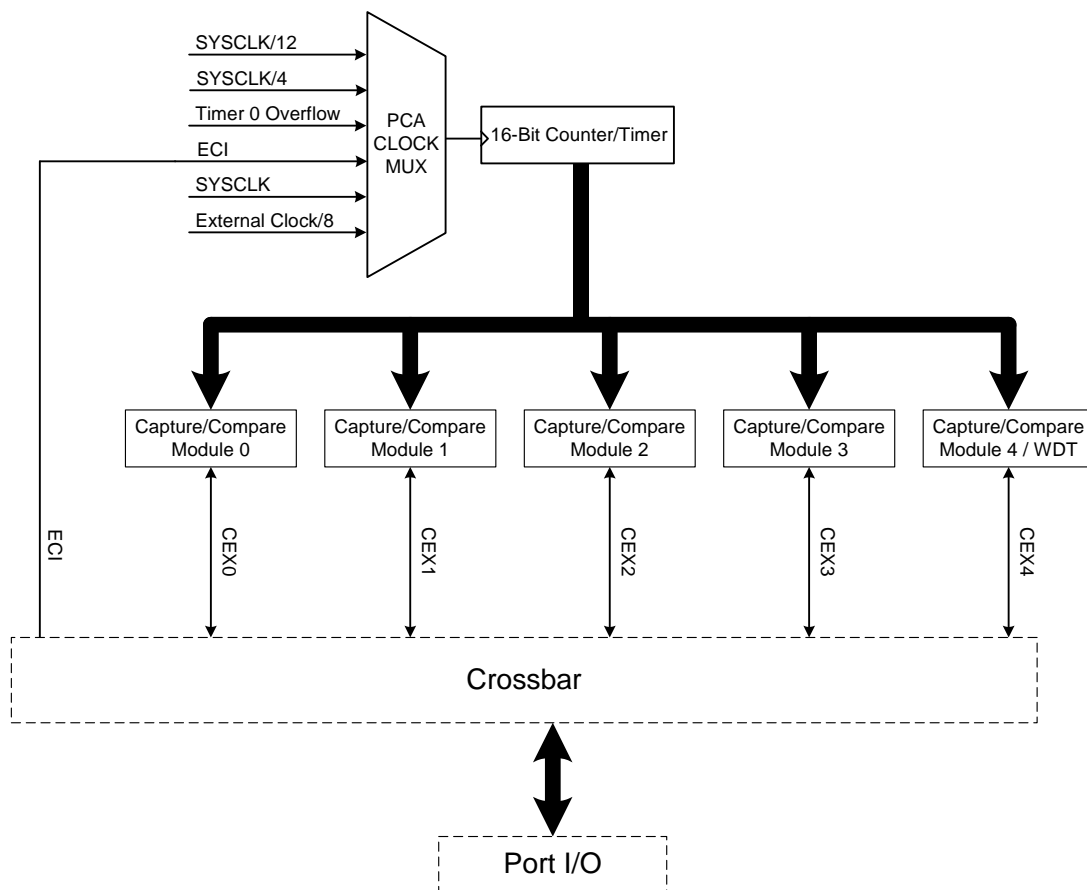 SYSCLK/12
SYSCLK/4
Timer 0 Overflow
ECI
SYSCLK
External Clock/8
PCA
CLOCK
MUX
16-Bit Counter/Timer
Capture/Compare
Module 0
Capture/Compare
Module 1
Capture/Compare
Module 2
Capture/Compare
Module 3
Capture/Compare
Module 4 / WDT
ECI
CEX0
CEX1
CEX2
CEX3
CEX4
Crossbar
Port I/O